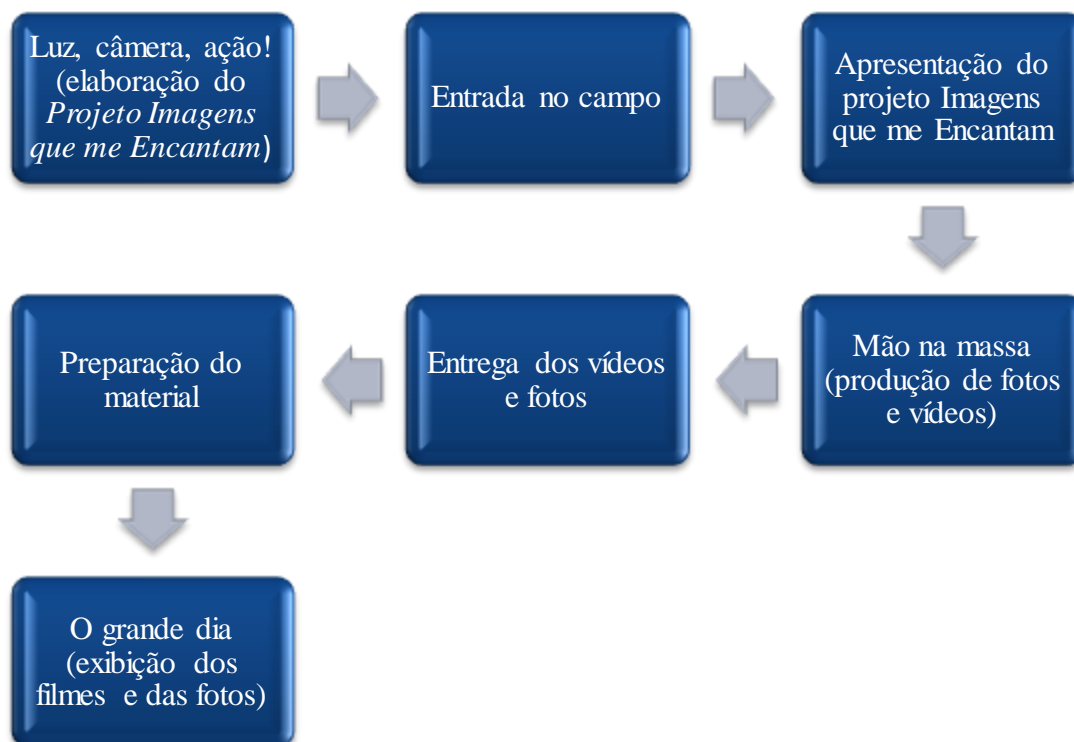 Luz, câmera, ação!
(elaboração do
Projeto Imagens
que me Encantam)
Entrada no campo
Apresentação do
projeto Imagens
que me Encantam
Mão na massa
(produção de fotos
e vídeos)
Entrega dos vídeos
e fotos
Preparação do
material
O grande dia
(exibição dos
filmes e das fotos)